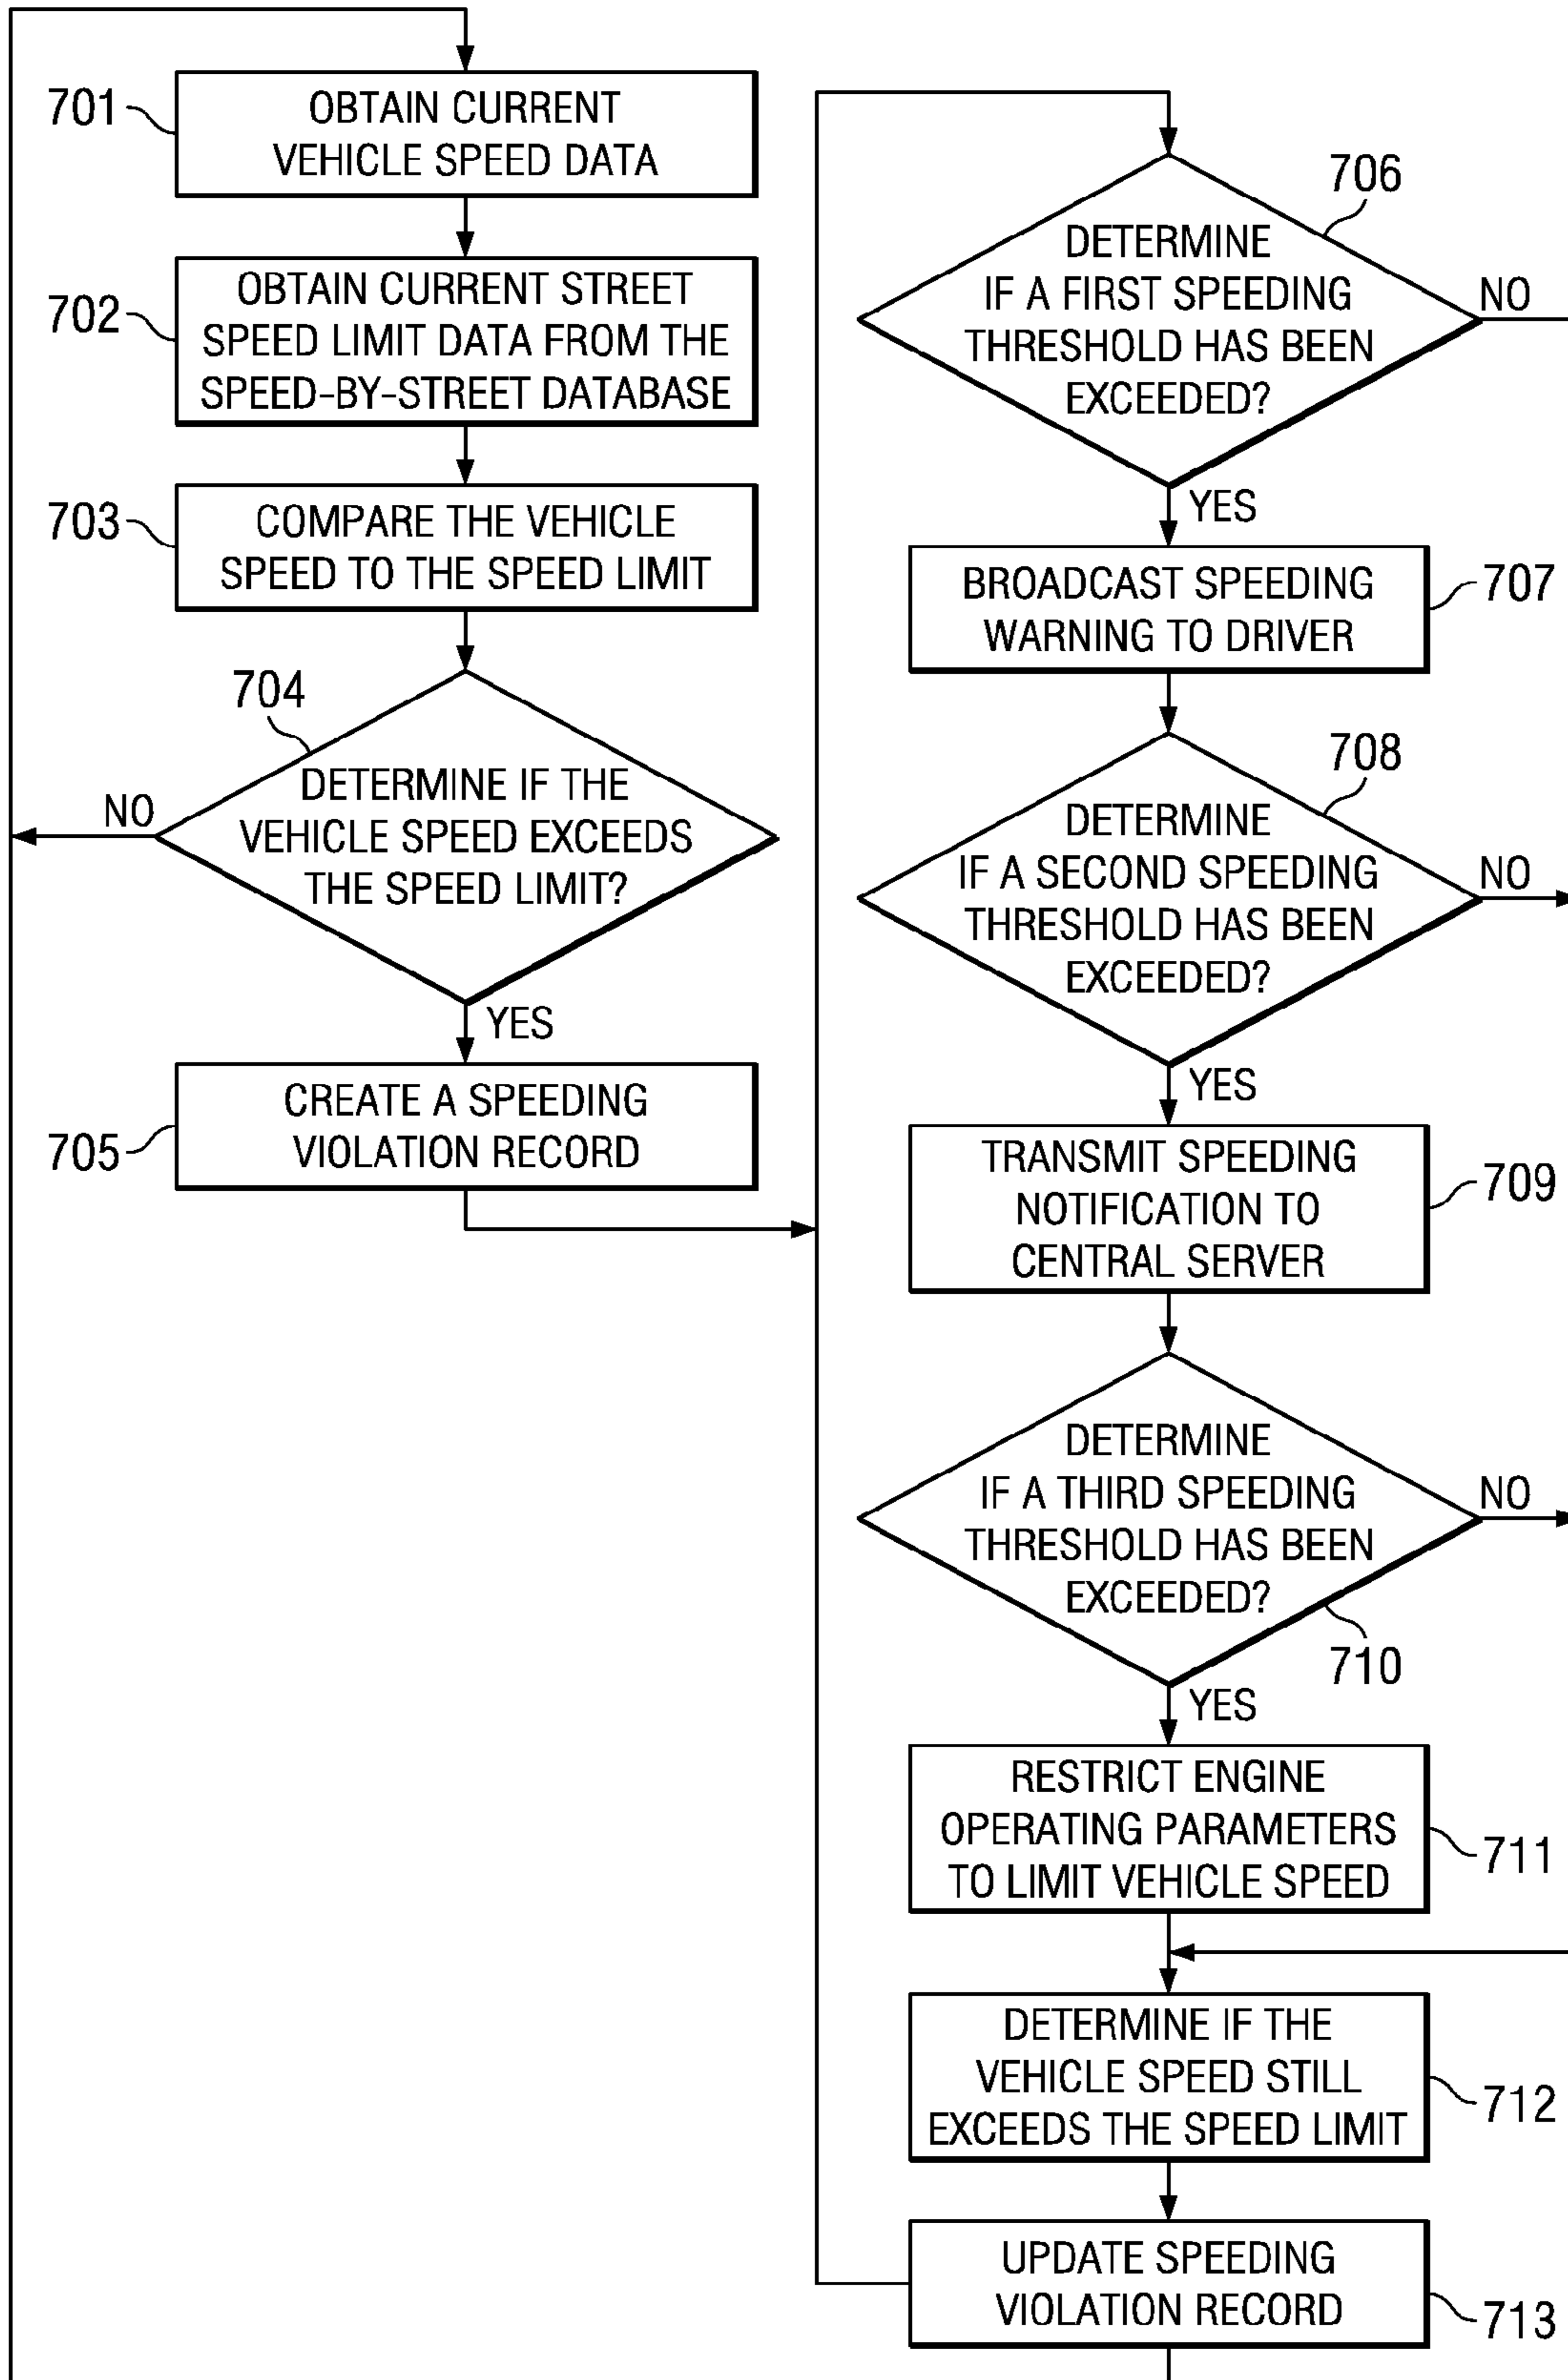 701
OBTAIN CURRENT
VEHICLE SPEED DATA
702
OBTAIN CURRENT STREET
SPEED LIMIT DATA FROM THE
SPEED-BY-STREET DATABASE
703
COMPARE THE VEHICLE
SPEED TO THE SPEED LIMIT
704
DETERMINE IF THE
VEHICLE SPEED EXCEEDS
THE SPEED LIMIT?
NO
YES
705
CREATE A SPEEDING
VIOLATION RECORD
706
DETERMINE
IF A FIRST SPEEDING
THRESHOLD HAS BEEN
EXCEEDED?
NO
YES
BROADCAST SPEEDING
WARNING TO DRIVER
707
708
DETERMINE
IF A SECOND SPEEDING
THRESHOLD HAS BEEN
EXCEEDED?
NO
YES
TRANSMIT SPEEDING
NOTIFICATION TO
CENTRAL SERVER
709
DETERMINE
IF A THIRD SPEEDING
THRESHOLD HAS BEEN
EXCEEDED?
NO
710
YES
RESTRICT ENGINE
OPERATING PARAMETERS
TO LIMIT VEHICLE SPEED
711
DETERMINE IF THE
VEHICLE SPEED STILL
EXCEEDS THE SPEED LIMIT
712
UPDATE SPEEDING
VIOLATION RECORD
713